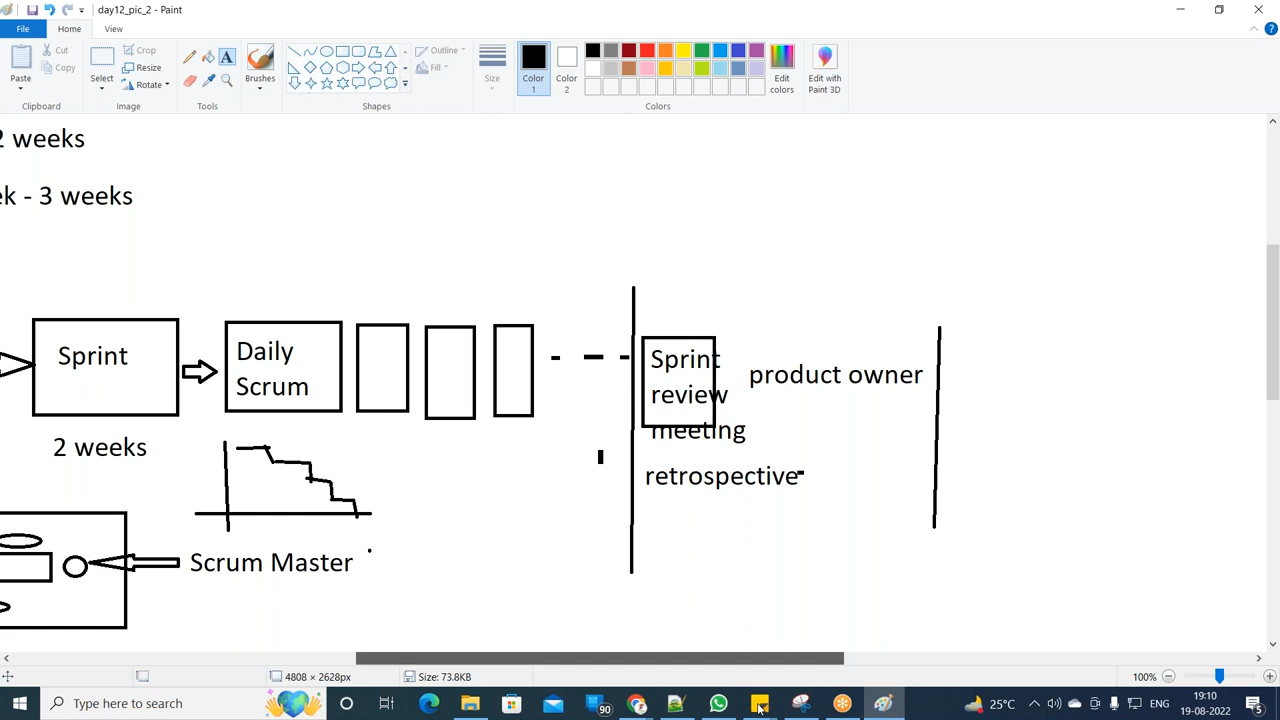 day12_pic_2 - Paint
File
Home
View
Paste
Cut
Copy
Clipboard
Select
Crop
Resize
Rotate
Image
Tools
Brushes
Shapes
Outline
Fill
Size
Color
1
Color
2
Colors
Edit
colors
Edit with
Paint 3D
2 weeks
ek - 3 weeks
Sprint
2 weeks
Daily
Scrum
Sprint
review
meeting
product owner
retrospective
Scrum Master
4808 × 2628px
Size: 73.8KB
100%
Type here to search
90
25°C
ENG
19:10
19-08-2022
5